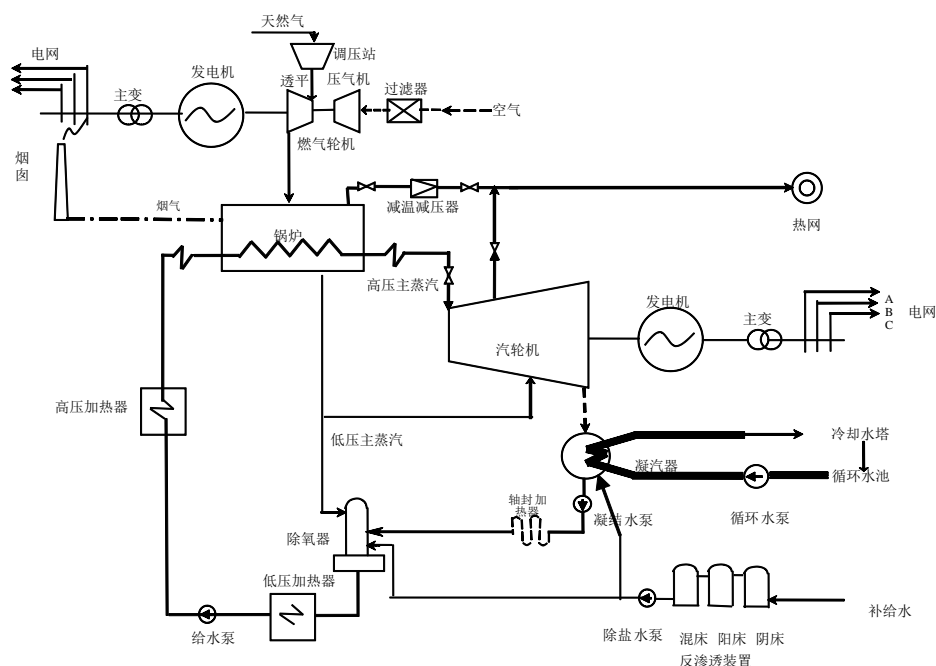 天然气
电网
调压站
发电机
透平
压气机
主变
过滤器
空气
燃气轮机
烟
囱
烟气
减温减压器
热网
锅炉
高压主蒸汽
发电机
主变
A
B
C
电网
汽轮机
高压加热器
低压主蒸汽
冷却水塔
凝汽器
循环水池
轴封加
热器
凝结水泵
循环水泵
除氧器
低压加热器
补给水
给水泵
除盐水泵
混床 阳床 阴床
反渗透装置